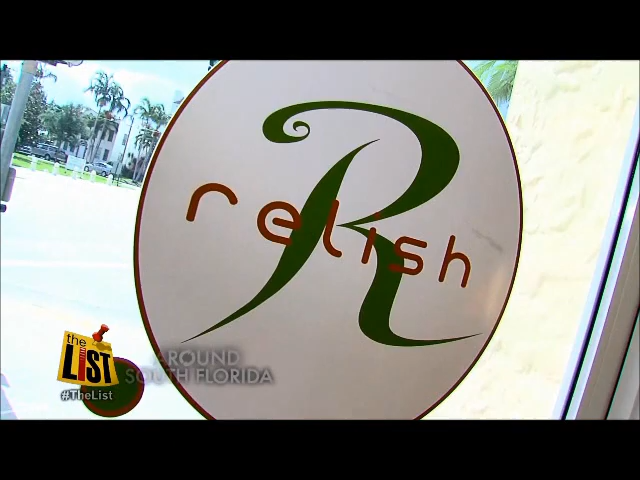 R
relish
the
LIST
#TheList
AROUND
SOUTH FLORIDA